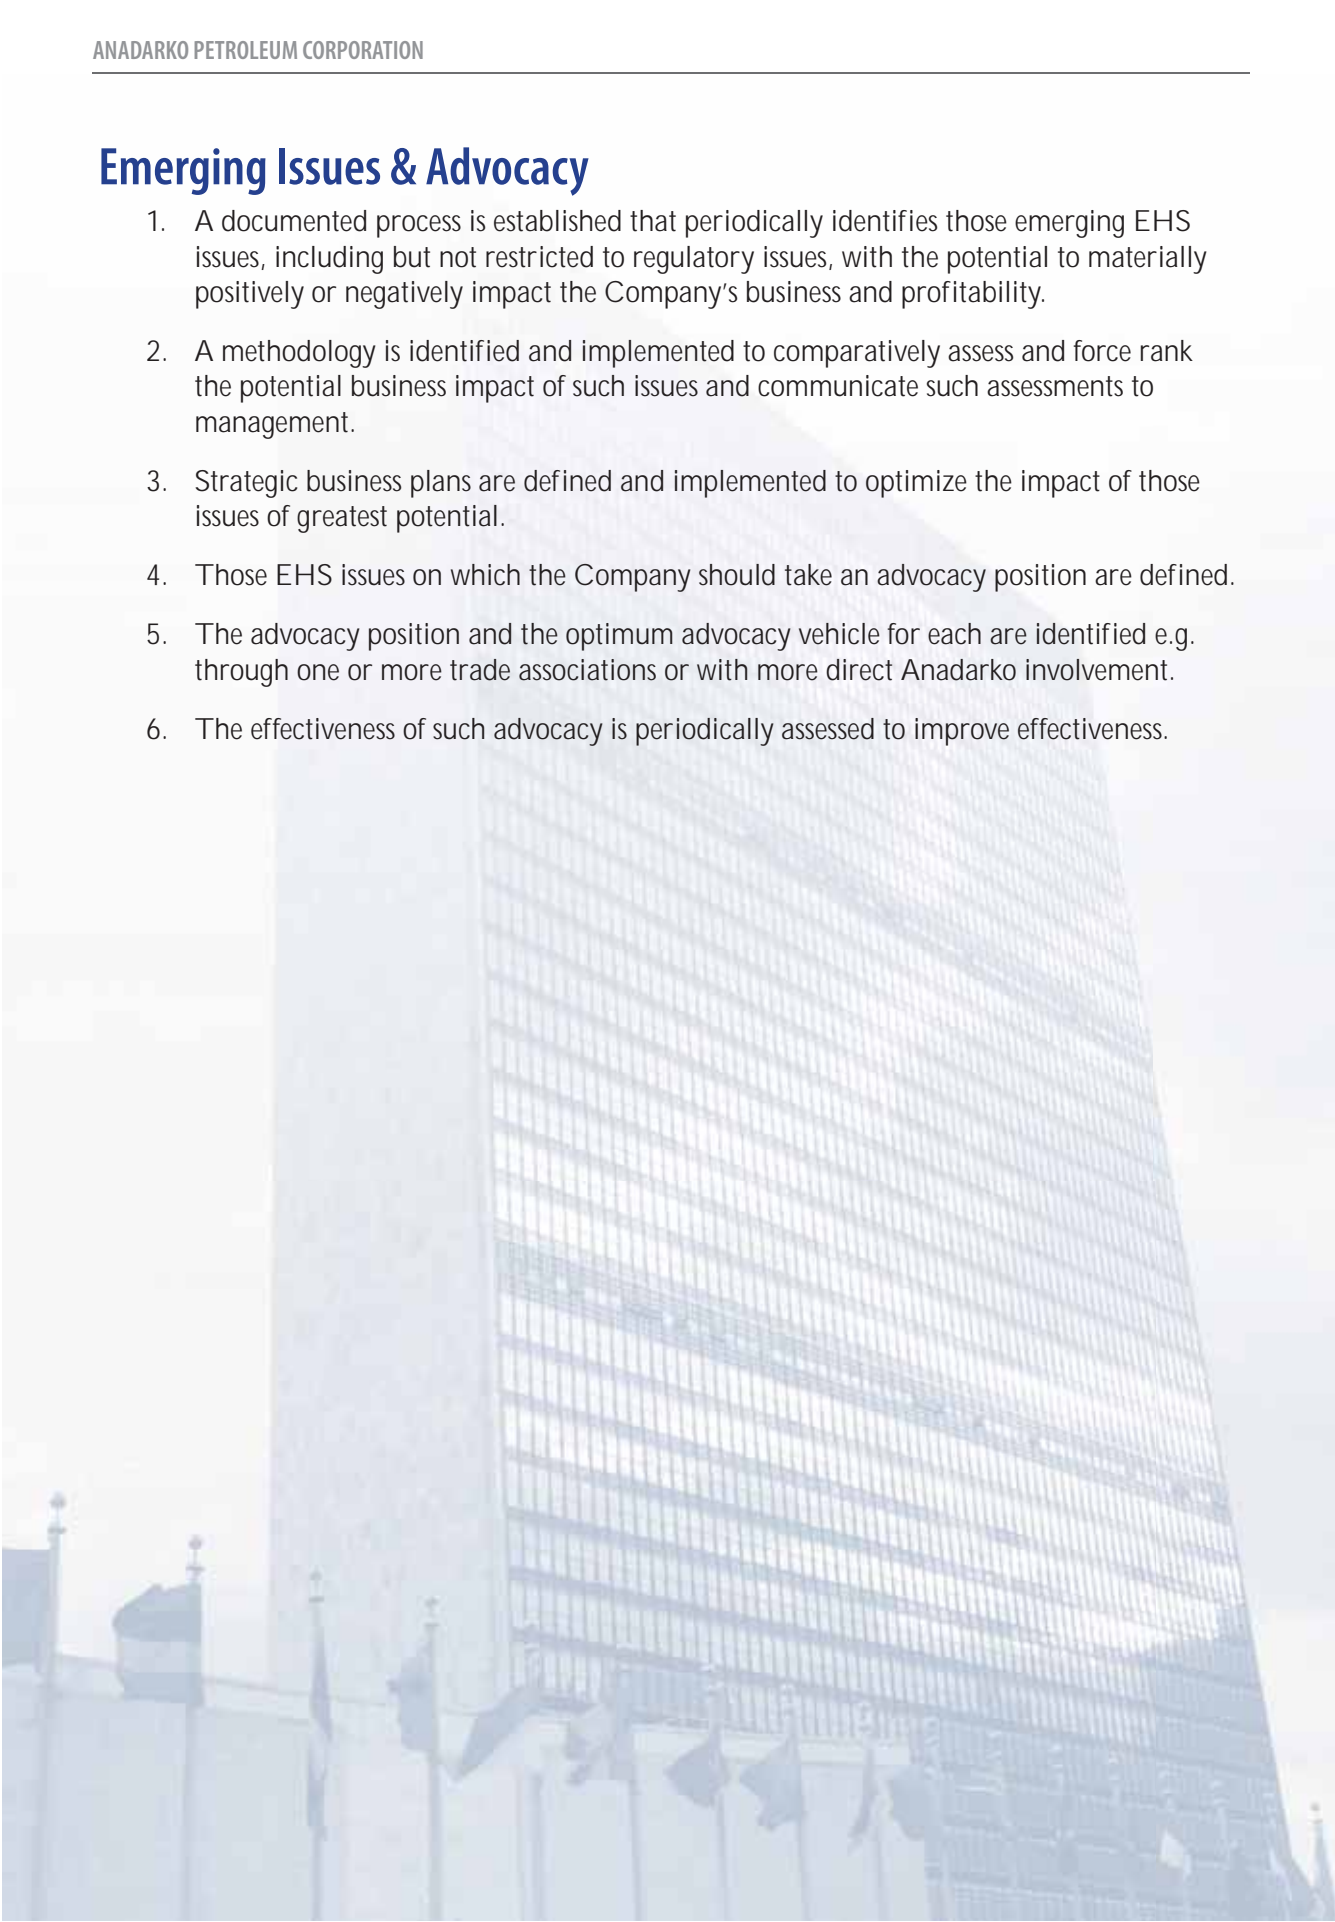 ANADARKO PETROLEUM CORPORATION
Emerging Issues & Advocacy
1. A documented process is established that periodically identifies those emerging EHS
issues, including but not restricted to regulatory issues, with the potential to materially
positively or negatively impact the Company's business and profitability.
2. A methodology is identified and implemented to comparatively assess and force rank
the potential business impact of such issues and communicate such assessments to
management.
3. Strategic business plans are defined and implemented to optimize the impact of those
issues of greatest potential.
4. Those EHS issues on which the Company should take an advocacy position are defined.
5. The advocacy position and the optimum advocacy vehicle for each are identified e.g.
through one or more trade associations or with more direct Anadarko involvement.
6. The effectiveness of such advocacy is periodically assessed to improve effectiveness.